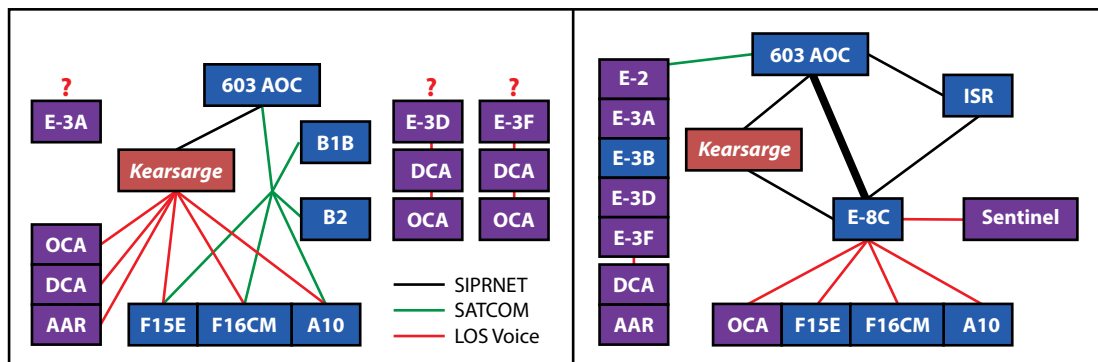 ?
E-3A
603 AOC
Kearsarge
B1B
B2
OCA
DCA
AAR
F15E F16CM A10
? ?
E-3D E-3F
DCA DCA
OCA OCA
SIPRNET
SATCOM
LOS Voice
603 AOC
E-2
E-3A
E-3B
E-3D
E-3F
DCA
AAR
ISR
Kearsarge
E-8C
Sentinel
OCA F15E F16CM A10